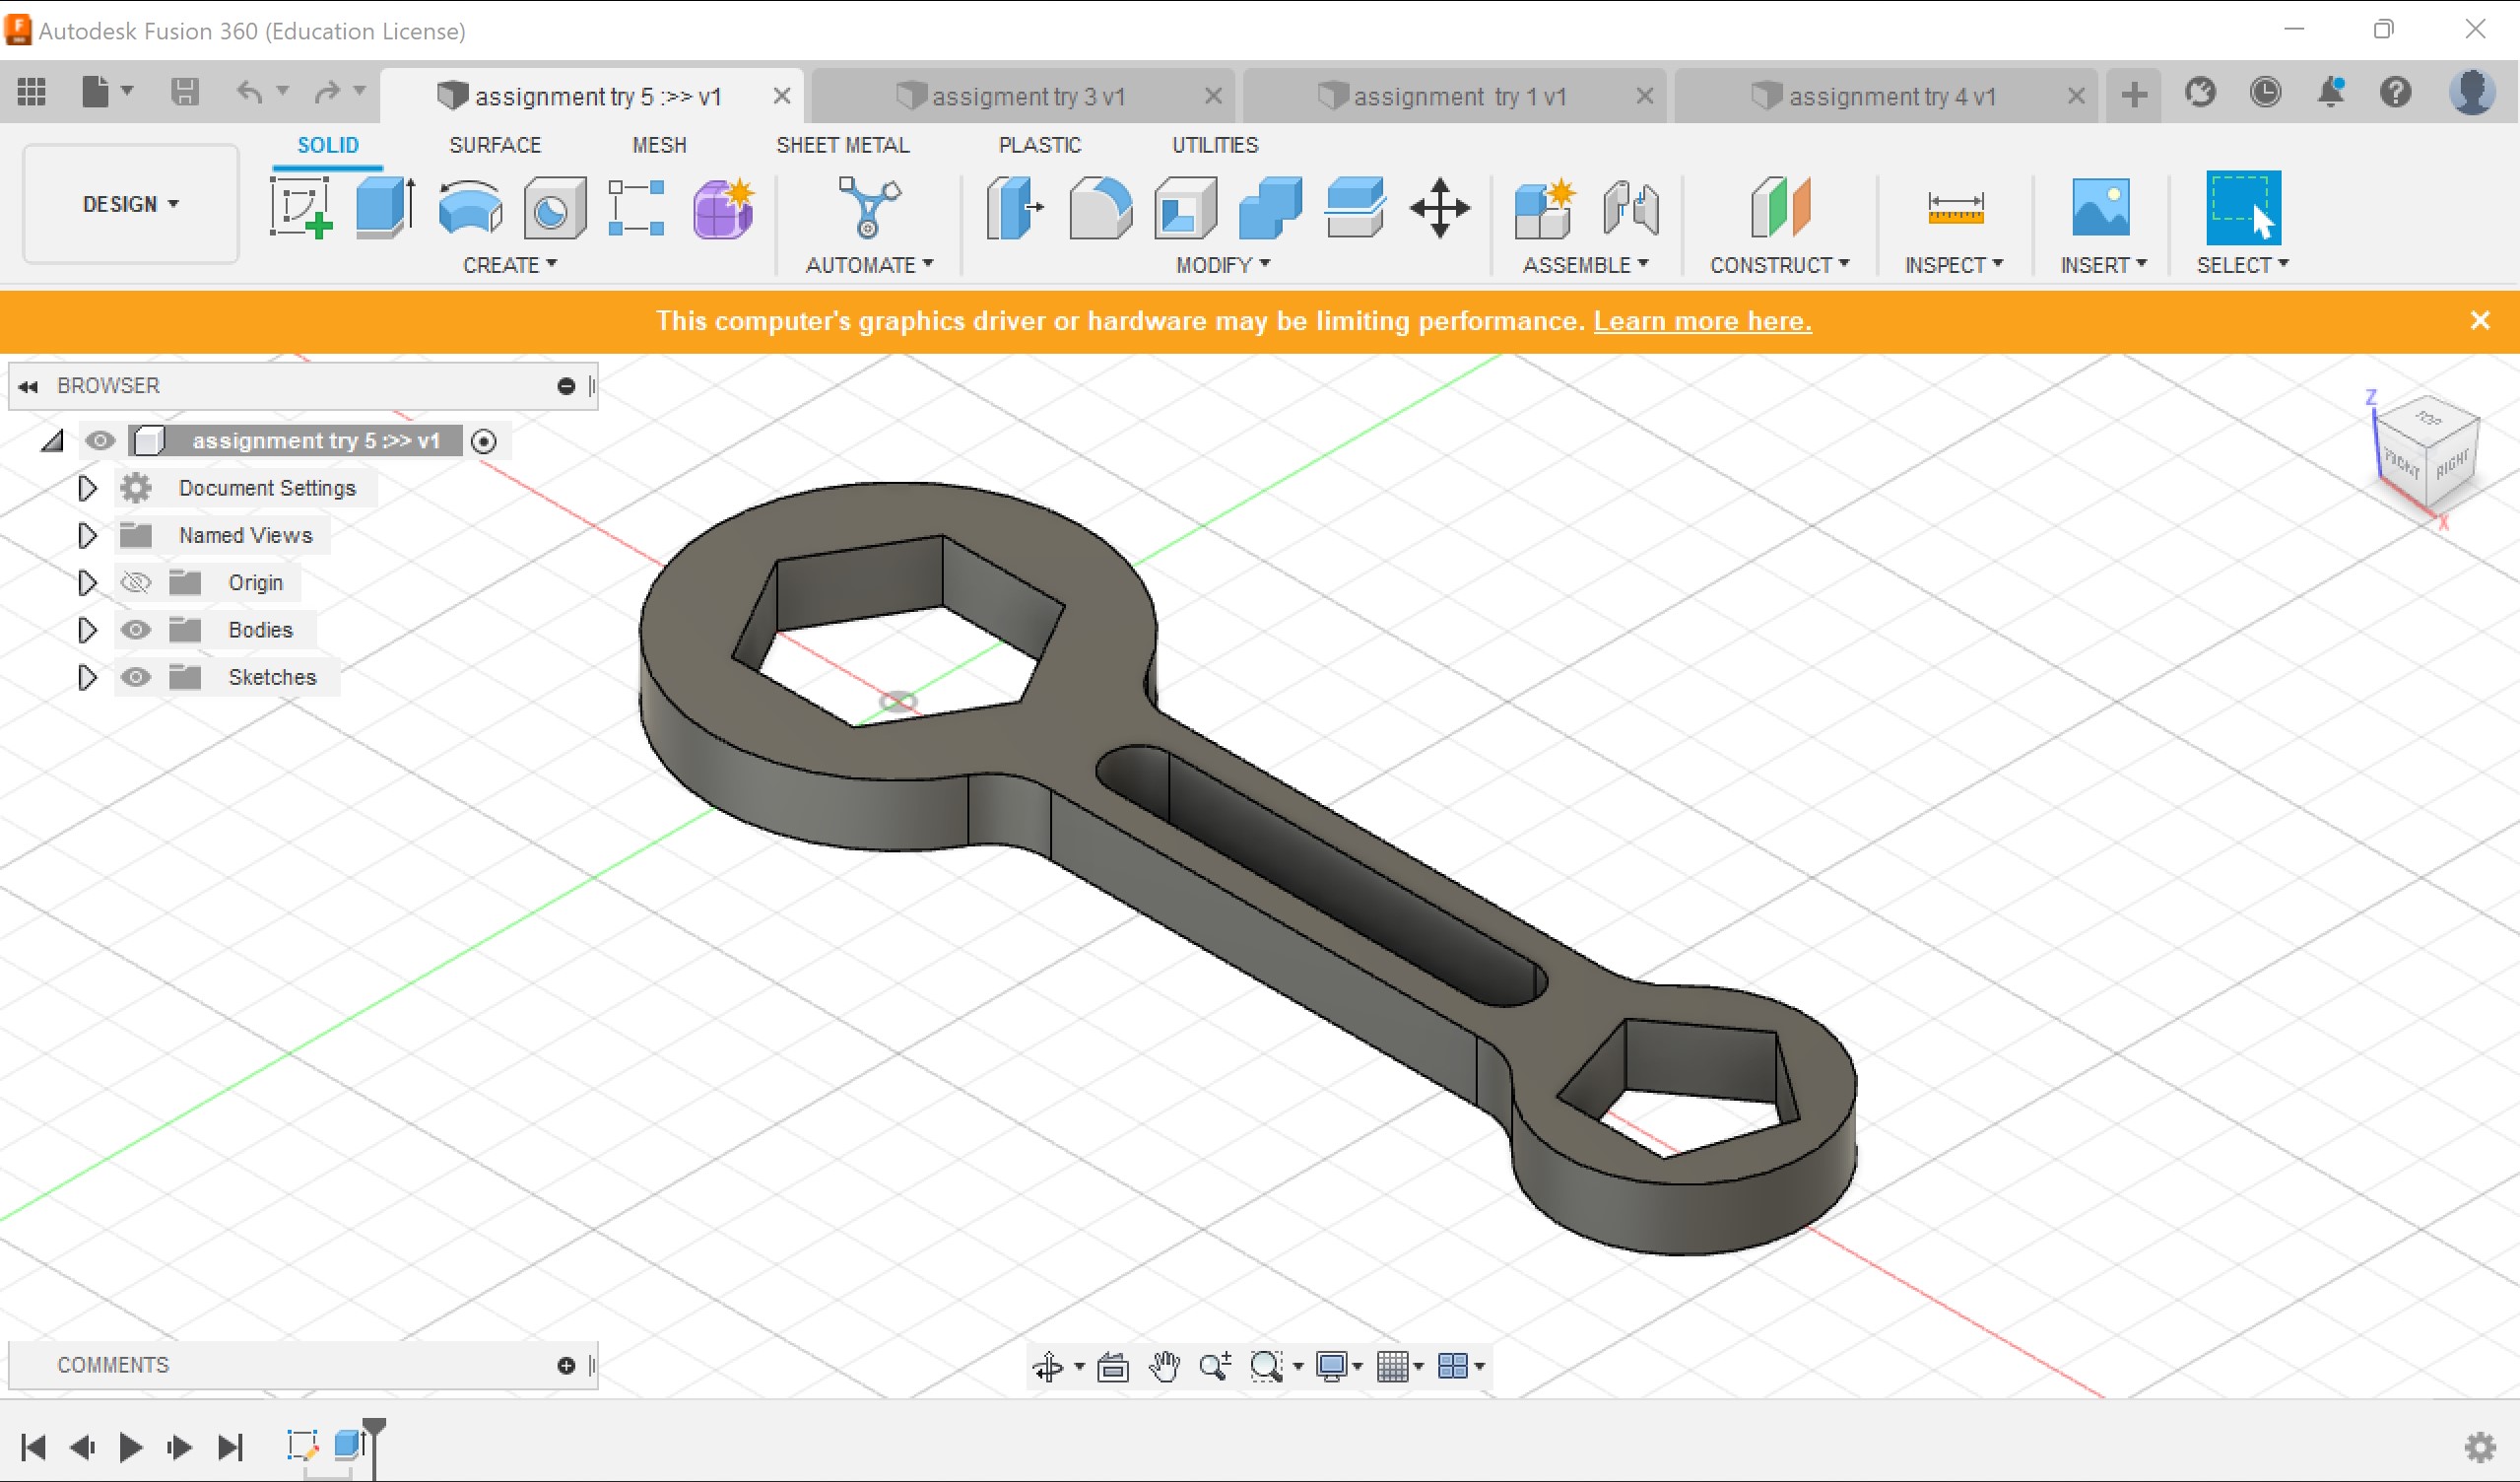 Autodesk Fusion 360 (Education License)
assignment try 5 :>> v1
assigment try 3 v1
assignment  try 1 v1
assignment try 4 v1
SOLID SURFACE MESH SHEET METAL PLASTIC UTILITIES
DESIGN
CREATE AUTOMATE MODIFY ASSEMBLE CONSTRUCT INSPECT INSERT SELECT
This computer's graphics driver or hardware may be limiting performance. Learn more here.
BROWSER
assignment try 5 :>> v1
Document Settings
Named Views
Origin
Bodies
Sketches
Z
TOP
FRONT
RIGHT
X
COMMENTS